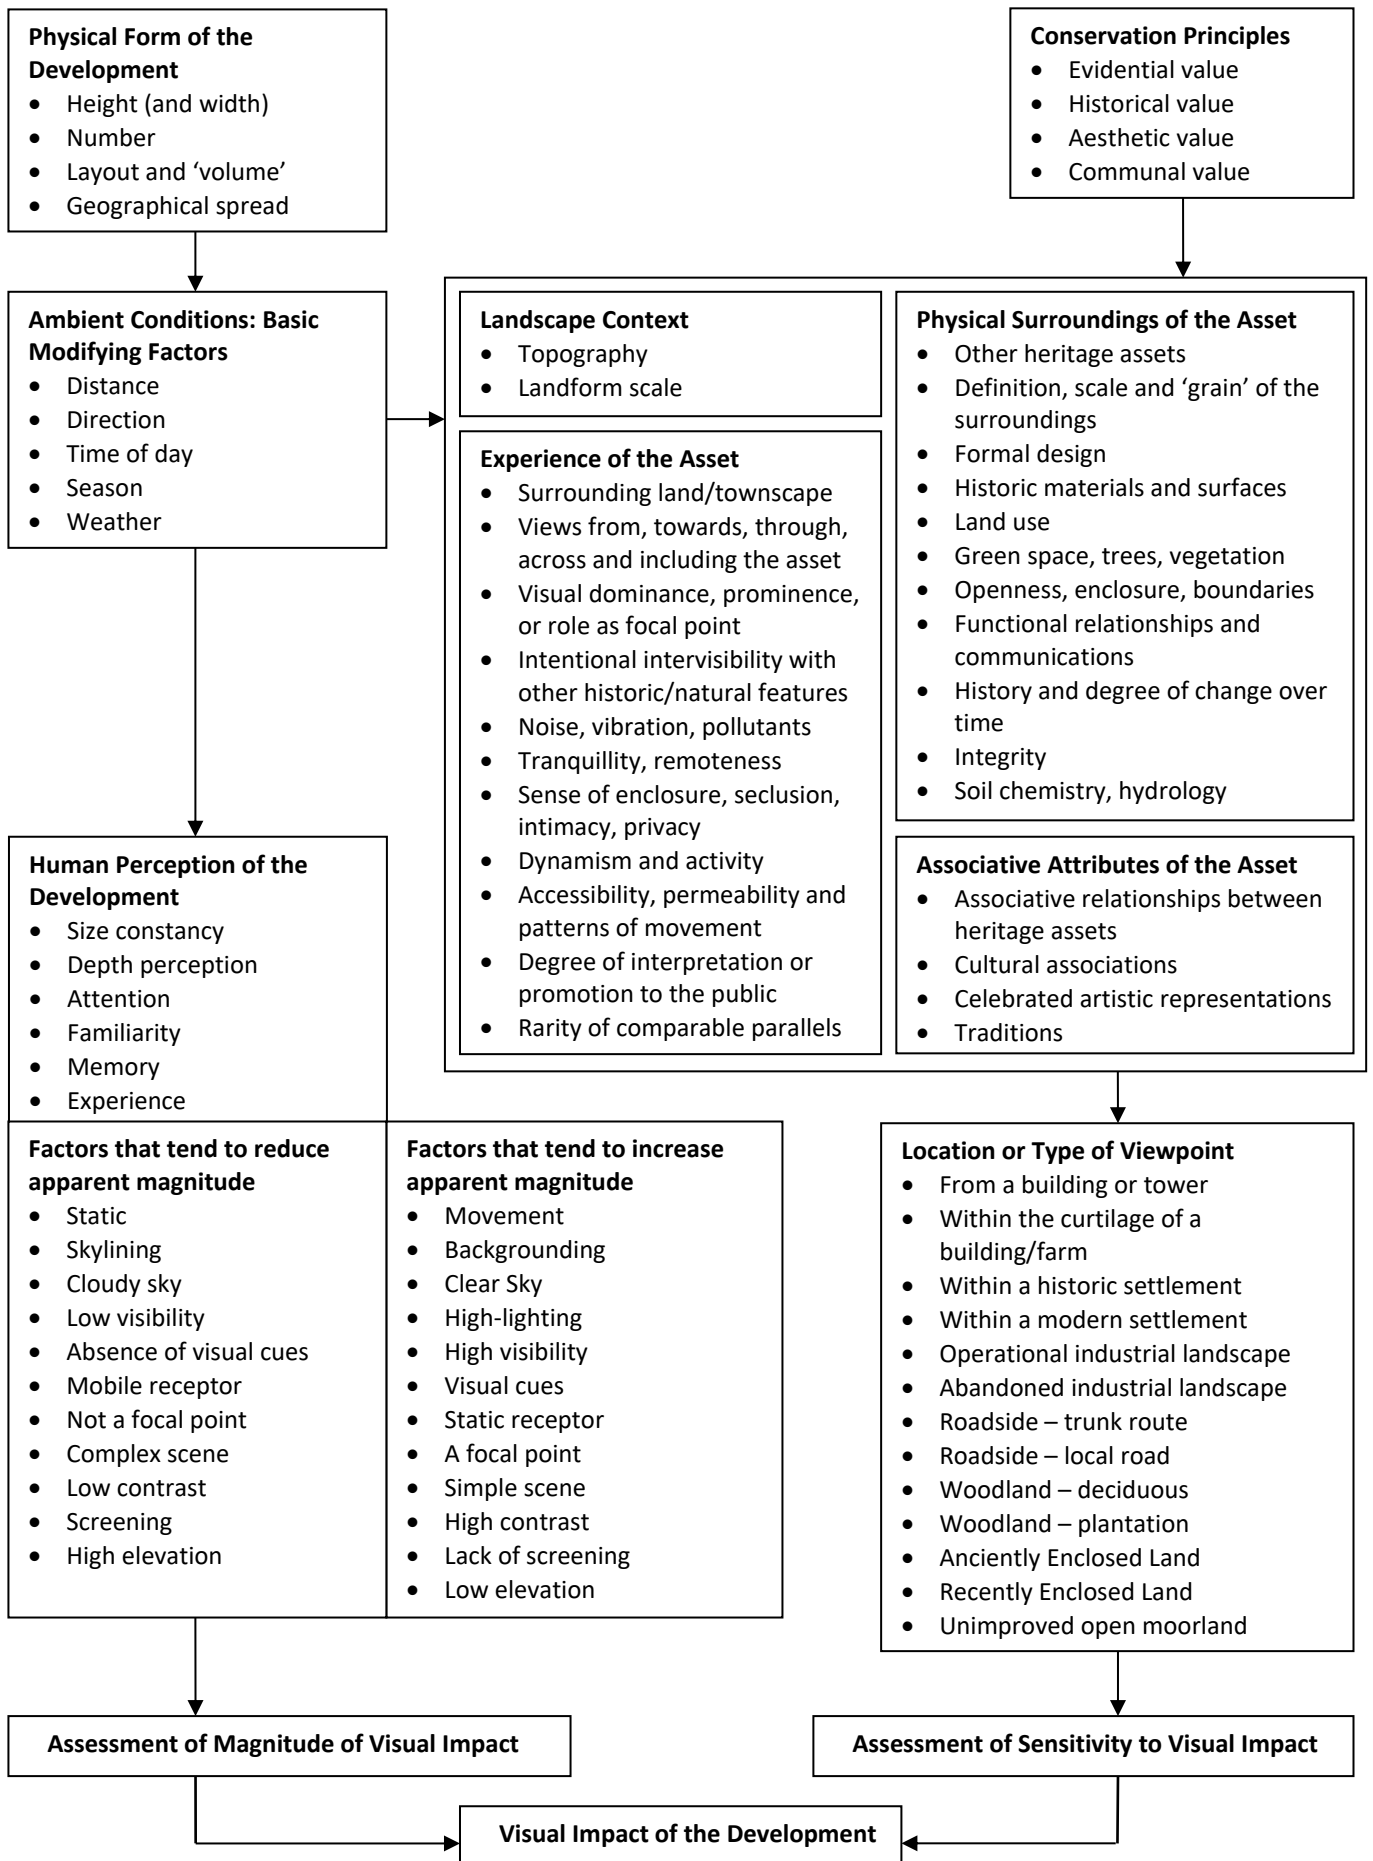 Physical Form of the
Development
• Height (and width)
• Number
• Layout and ‘volume’
• Geographical spread
Conservation Principles
• Evidential value
• Historical value
• Aesthetic value
• Communal value
Ambient Conditions: Basic
Modifying Factors
• Distance
• Direction
• Time of day
• Season
• Weather
Landscape Context
• Topography
• Landform scale
Experience of the Asset
• Surrounding land/townscape
• Views from, towards, through,
across and including the asset
• Visual dominance, prominence,
or role as focal point
• Intentional intervisibility with
other historic/natural features
• Noise, vibration, pollutants
• Tranquillity, remoteness
• Sense of enclosure, seclusion,
intimacy, privacy
• Dynamism and activity
• Accessibility, permeability and
patterns of movement
• Degree of interpretation or
promotion to the public
• Rarity of comparable parallels
Physical Surroundings of the Asset
• Other heritage assets
• Definition, scale and ‘grain’ of the
surroundings
• Formal design
• Historic materials and surfaces
• Land use
• Green space, trees, vegetation
• Openness, enclosure, boundaries
• Functional relationships and
communications
• History and degree of change over
time
• Integrity
• Soil chemistry, hydrology
Associative Attributes of the Asset
• Associative relationships between
heritage assets
• Cultural associations
• Celebrated artistic representations
• Traditions
Human Perception of the
Development
• Size constancy
• Depth perception
• Attention
• Familiarity
• Memory
• Experience
Factors that tend to reduce
apparent magnitude
• Static
• Skylining
• Cloudy sky
• Low visibility
• Absence of visual cues
• Mobile receptor
• Not a focal point
• Complex scene
• Low contrast
• Screening
• High elevation
Factors that tend to increase
apparent magnitude
• Movement
• Backgrounding
• Clear Sky
• High-lighting
• High visibility
• Visual cues
• Static receptor
• A focal point
• Simple scene
• High contrast
• Lack of screening
• Low elevation
Location or Type of Viewpoint
• From a building or tower
• Within the curtilage of a
building/farm
• Within a historic settlement
• Within a modern settlement
• Operational industrial landscape
• Abandoned industrial landscape
• Roadside – trunk route
• Roadside – local road
• Woodland – deciduous
• Woodland – plantation
• Anciently Enclosed Land
• Recently Enclosed Land
• Unimproved open moorland
Assessment of Magnitude of Visual Impact
Assessment of Sensitivity to Visual Impact
Visual Impact of the Development